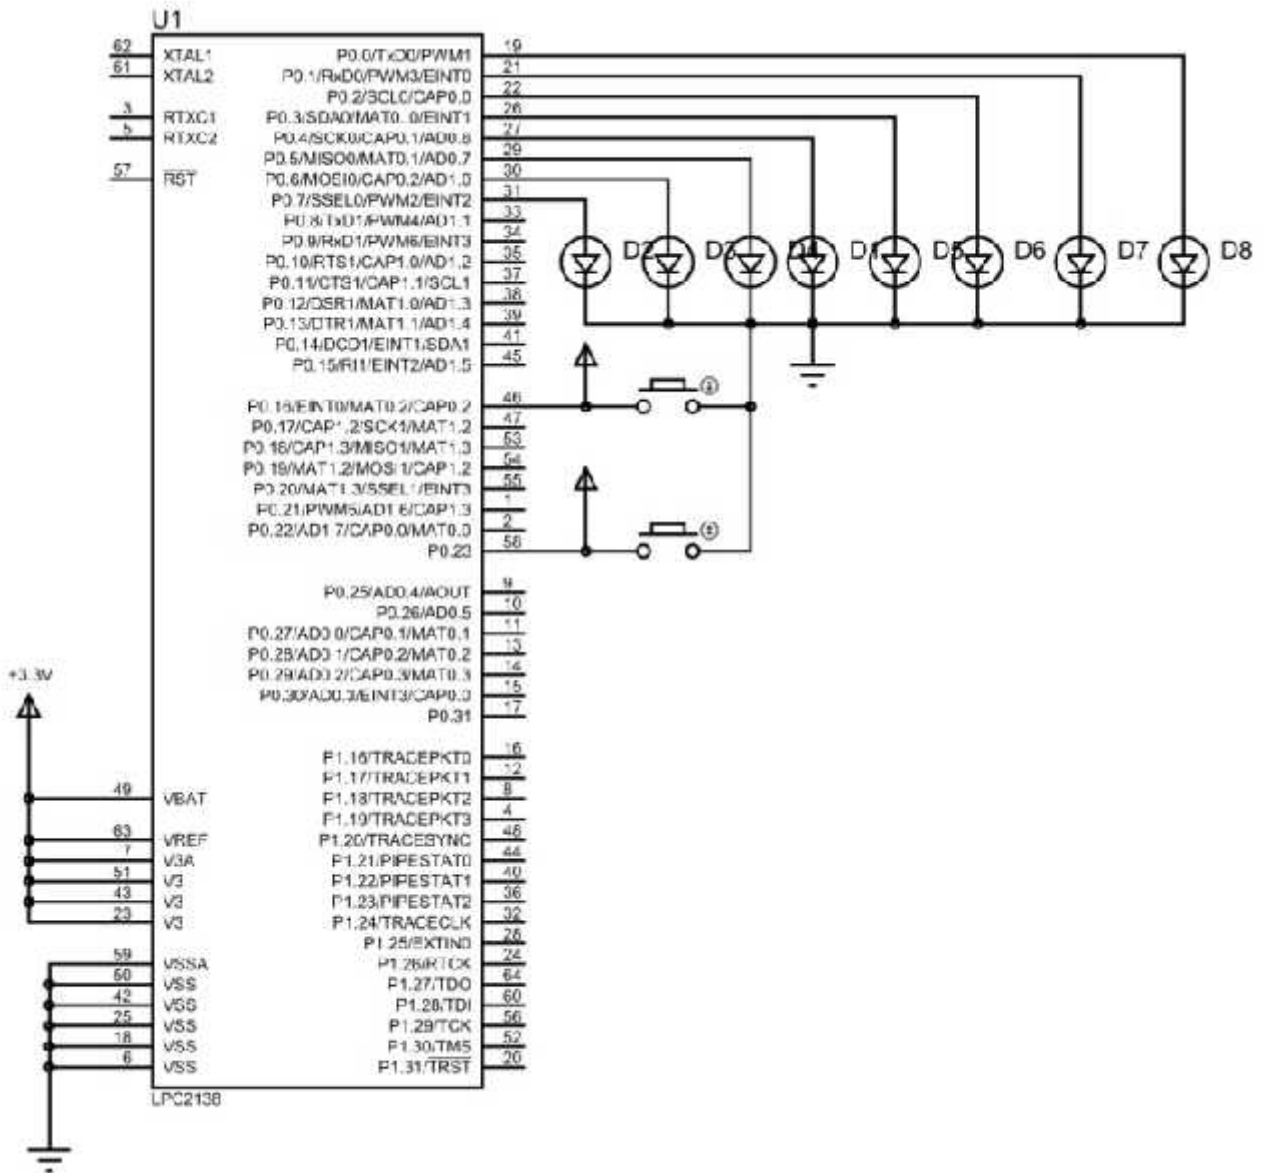 U1
62 XTAL1
61 XTAL2
3 RTXC1
5 RTXC2
57 RST
P0.0/TxD0/PWM1 19
P0.1/RxD0/PWM3/EINT0 21
P0.2/SCL0/CAP0.0 22
P0.3/SDA0/MAT0.0/EINT1 26
P0.4/SCK0/CAP0.1/AD0.6 27
P0.5/MISO0/MAT0.1/AD0.7 29
P0.6/MOSI0/CAP0.2/AD1.0 30
P0.7/SSEL0/PWM2/EINT2 31
P0.8/TxD1/PWM4/AD1.1 33
P0.9/RxD1/PWM6/EINT3 34
P0.10/RTS1/CAP1.0/AD1.2 35
P0.11/CTS1/CAP1.1/SCL1 37
P0.12/DSR1/MAT1.0/AD1.3 38
P0.13/DTR1/MAT1.1/AD1.4 39
P0.14/DCD1/EINT1/SDA1 41
P0.15/RI1/EINT2/AD1.5 45
P0.16/EINT0/MAT0.2/CAP0.2 46
P0.17/CAP1.2/SCK1/MAT1.2 47
P0.18/CAP1.3/MISO1/MAT1.3 53
P0.19/MAT1.2/MOSI1/CAP1.2 54
P0.20/MAT1.3/SSEL1/EINT3 55
P0.21/PWM5/AD1.6/CAP1.3 1
P0.22/AD1.7/CAP0.0/MAT0.0 2
P0.23 58
P0.25/AD0.4/AOUT 9
P0.26/AD0.5 10
P0.27/AD0.0/CAP0.1/MAT0.1 11
P0.28/AD0.1/CAP0.2/MAT0.2 13
P0.29/AD0.2/CAP0.3/MAT0.3 14
P0.30/AD0.3/EINT3/CAP0.0 15
P0.31 17
P1.16/TRACEPKT0 16
P1.17/TRACEPKT1 12
P1.18/TRACEPKT2 8
P1.19/TRACEPKT3 4
P1.20/TRACESYNC 48
P1.21/PIPESTAT0 44
P1.22/PIPESTAT1 40
P1.23/PIPESTAT2 36
P1.24/TRACECLK 32
P1.25/EXTIN0 28
P1.26/RTCK 24
P1.27/TDO 64
P1.28/TDI 60
P1.29/TCK 56
P1.30/TMS 52
P1.31/TRST 20
D2 D3 D4 D1 D5 D6 D7 D8
+3.3V
49 VBAT
63 VREF
7 V3A
51 V3
43 V3
23 V3
59 VSSA
50 VSS
42 VSS
25 VSS
18 VSS
6 VSS
LPC2138